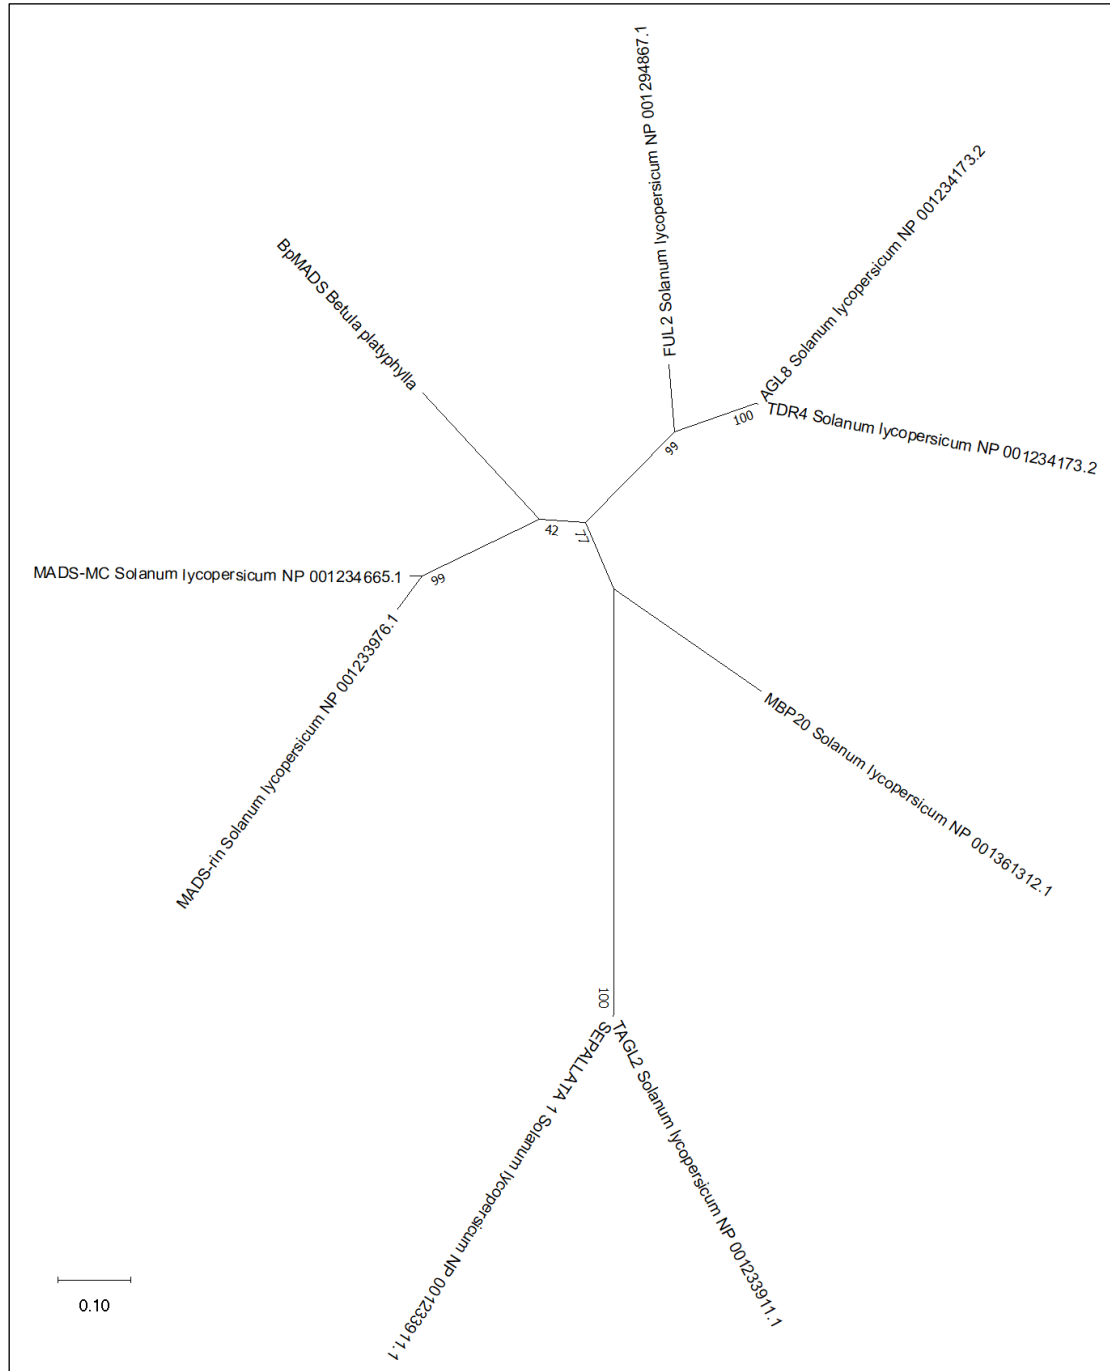 FUL2 Solanum lycopersicum NP 001294867.1
AGL8 Solanum lycopersicum NP 001234173.2
TDR4 Solanum lycopersicum NP 001234173.2
100
99
BpMADS Betula platyphylla
42
77
MADS-MC Solanum lycopersicum NP 001234665.1
99
MADS-rin Solanum lycopersicum NP 001233976.1
MBP20 Solanum lycopersicum NP 001361312.1
100
SEPALLATA 1 Solanum lycopersicum NP 001233911.1
TAGL2 Solanum lycopersicum NP 001233911.1
0.10